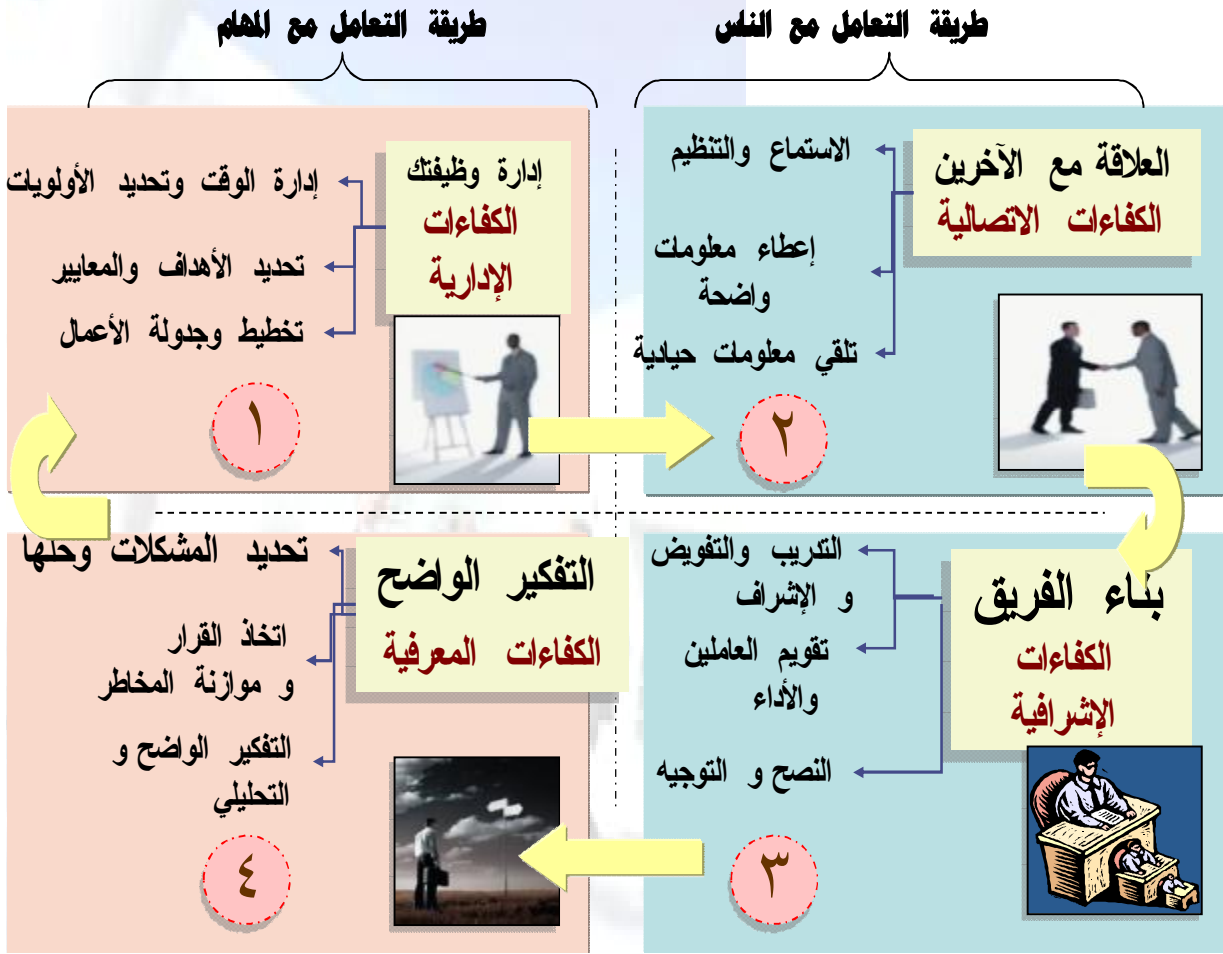 طريقة التعامل مع الناس
طريقة التعامل مع المهام
العلاقة مع الآخرين
الكفاءات الاتصالية
الاستماع والتنظيم
إعطاء معلومات
واضحة
تلقي معلومات حيادية
٢
إدارة وظيفتك
الكفاءات
الإدارية
إدارة الوقت وتحديد الأولويات
تحديد الأهداف والمعايير
تخطيط وجدولة الأعمال
١
بناء الفريق
الكفاءات
الإشرافية
التدريب والتفويض
و الإشراف
تقويم العاملين
والأداء
النصح و التوجيه
٣
التفكير الواضح
الكفاءات المعرفية
تحديد المشكلات وحلها
اتخاذ القرار
و موازنة المخاطر
التفكير الواضح و
التحليلي
٤